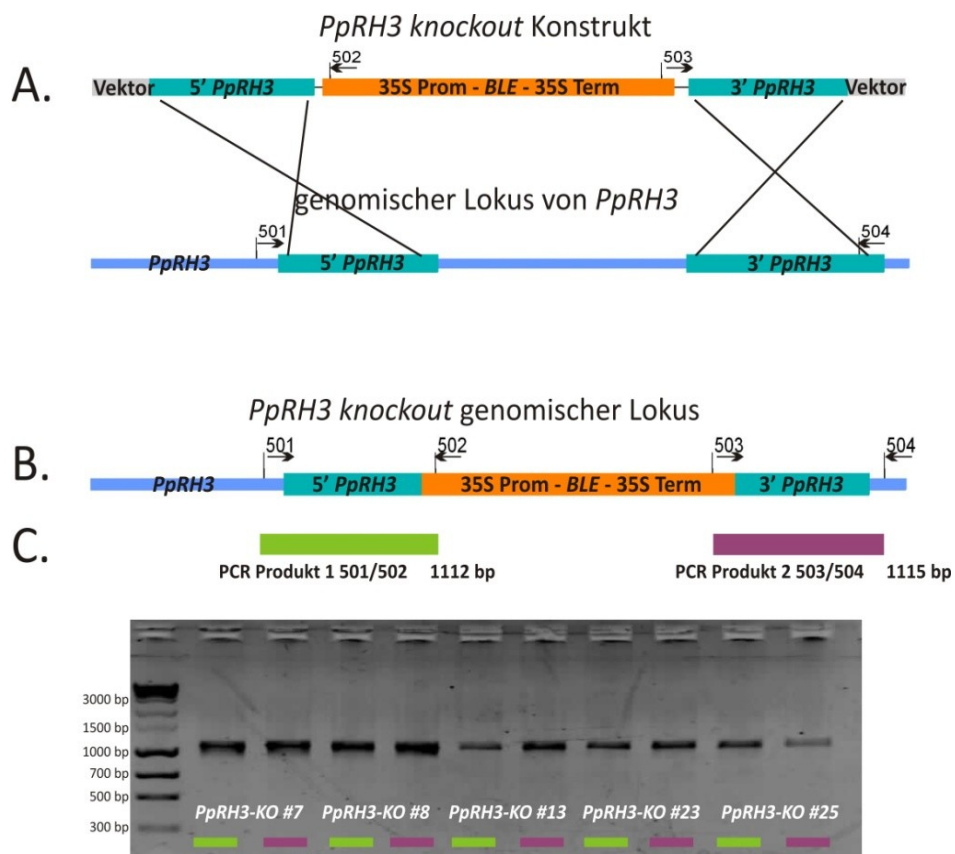 PpRH3 knockout Konstrukt
A.
502
503
Vektor
5' PpRH3
35S Prom - BLE - 35S Term
3' PpRH3
Vektor
genomischer Lokus von PpRH3
501
504
PpRH3
5' PpRH3
3' PpRH3
PpRH3 knockout genomischer Lokus
B.
501
502
503
504
PpRH3
5' PpRH3
35S Prom - BLE - 35S Term
3' PpRH3
C.
PCR Produkt 1 501/502 1112 bp
PCR Produkt 2 503/504 1115 bp
3000 bp
1500 bp
1000 bp
700 bp
500 bp
300 bp
PpRH3-KO #7
PpRH3-KO #8
PpRH3-KO #13
PpRH3-KO #23
PpRH3-KO #25